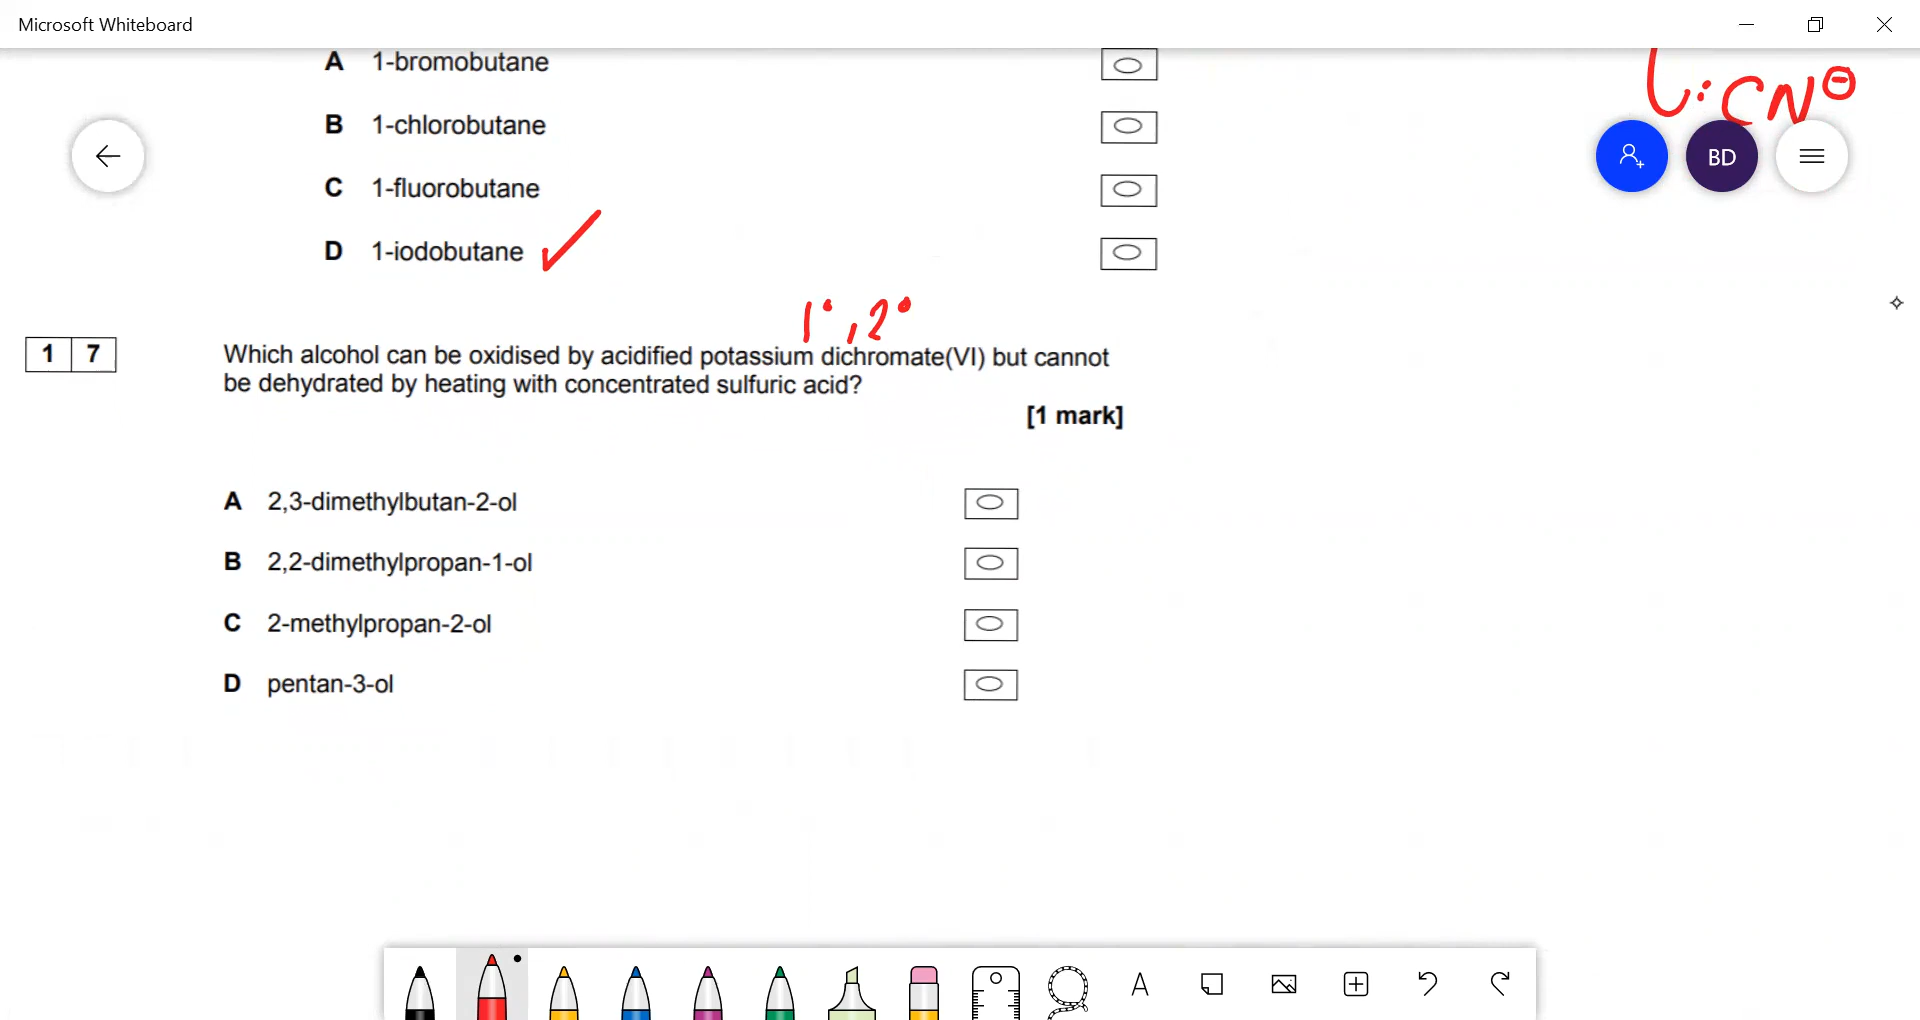 Microsoft Whiteboard
A 1-bromobutane
:CN⊖
B 1-chlorobutane
BD
C 1-fluorobutane
D 1-iodobutane ✓
1°, 2°
1 7 Which alcohol can be oxidised by acidified potassium dichromate(VI) but cannot
be dehydrated by heating with concentrated sulfuric acid?
[1 mark]
A 2,3-dimethylbutan-2-ol
B 2,2-dimethylpropan-1-ol
C 2-methylpropan-2-ol
D pentan-3-ol